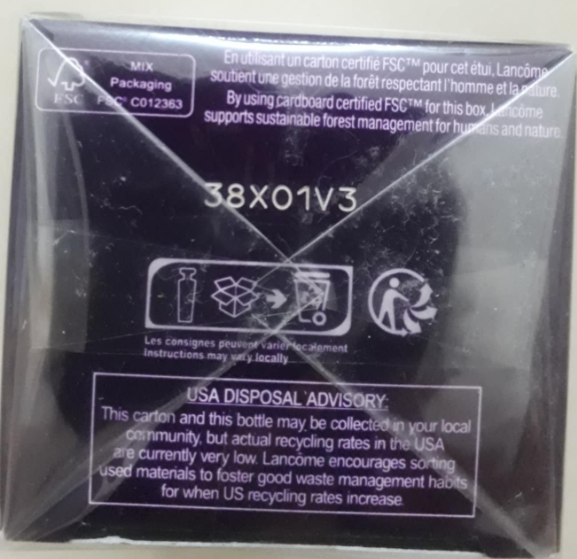 MIX
Packaging
FSC® C012363
FSC
En utilisant un carton certifié FSC™ pour cet étui, Lancôme
soutient une gestion de la forêt respectant l'homme et la nature.
By using cardboard certified FSC™ for this box, Lancôme
supports sustainable forest management for humans and nature.
38X01V3
Les consignes peuvent varier localement
Instructions may vary locally
USA DISPOSAL ADVISORY:
This carton and this bottle may be collected in your local
community, but actual recycling rates in the USA
are currently very low. Lancôme encourages sorting
used materials to foster good waste management habits
for when US recycling rates increase.